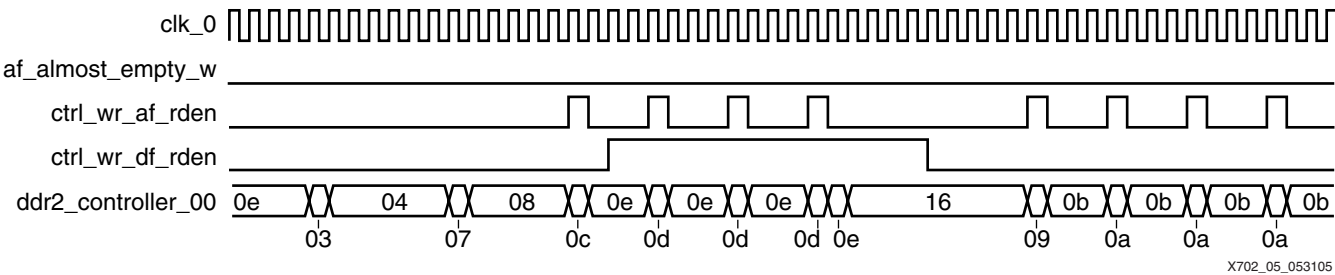 clk_0
af_almost_empty_w
ctrl_wr_af_rden
ctrl_wr_df_rden
ddr2_controller_00 0e 04 08 0e 0e 0e 16 0b 0b 0b 0b
03 07 0c 0d 0d 0d 0e 09 0a 0a 0a
X702_05_053105